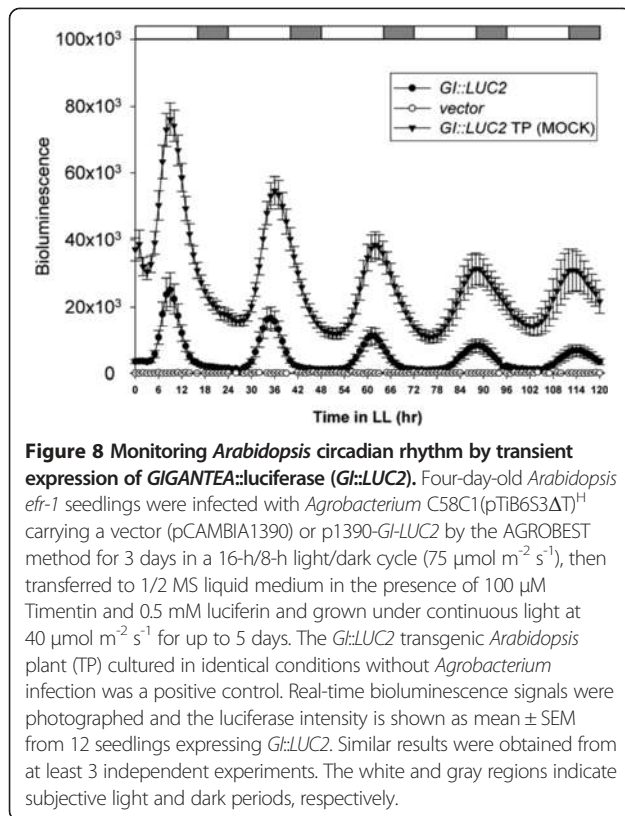 100x10³
80x10³
60x10³
40x10³
20x10³
0
Bioluminescence
GI::LUC2
vector
GI::LUC2 TP (MOCK)
0 6 12 18 24 30 36 42 48 54 60 66 72 78 84 90 96 102 108 114 120
Time in LL (hr)
Figure 8 Monitoring Arabidopsis circadian rhythm by transient
expression of GIGANTEA::luciferase (GI::LUC2). Four-day-old Arabidopsis
efr-1 seedlings were infected with Agrobacterium C58C1(pTiB6S3ΔT)ᴴ
carrying a vector (pCAMBIA1390) or p1390-GI-LUC2 by the AGROBEST
method for 3 days in a 16-h/8-h light/dark cycle (75 μmol m⁻² s⁻¹), then
transferred to 1/2 MS liquid medium in the presence of 100 μM
Timentin and 0.5 mM luciferin and grown under continuous light at
40 μmol m⁻² s⁻¹ for up to 5 days. The GI::LUC2 transgenic Arabidopsis
plant (TP) cultured in identical conditions without Agrobacterium
infection was a positive control. Real-time bioluminescence signals were
photographed and the luciferase intensity is shown as mean ± SEM
from 12 seedlings expressing GI::LUC2. Similar results were obtained from
at least 3 independent experiments. The white and gray regions indicate
subjective light and dark periods, respectively.